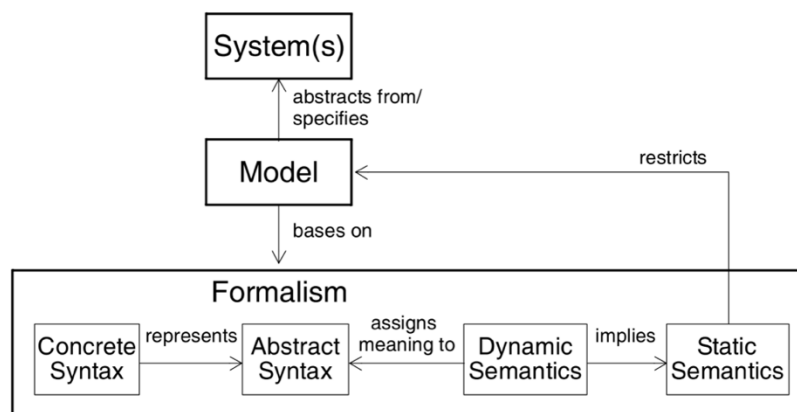 System(s)
abstracts from/
specifies
Model
restricts
bases on
Formalism
Concrete
Syntax
represents
Abstract
Syntax
assigns
meaning to
Dynamic
Semantics
implies
Static
Semantics